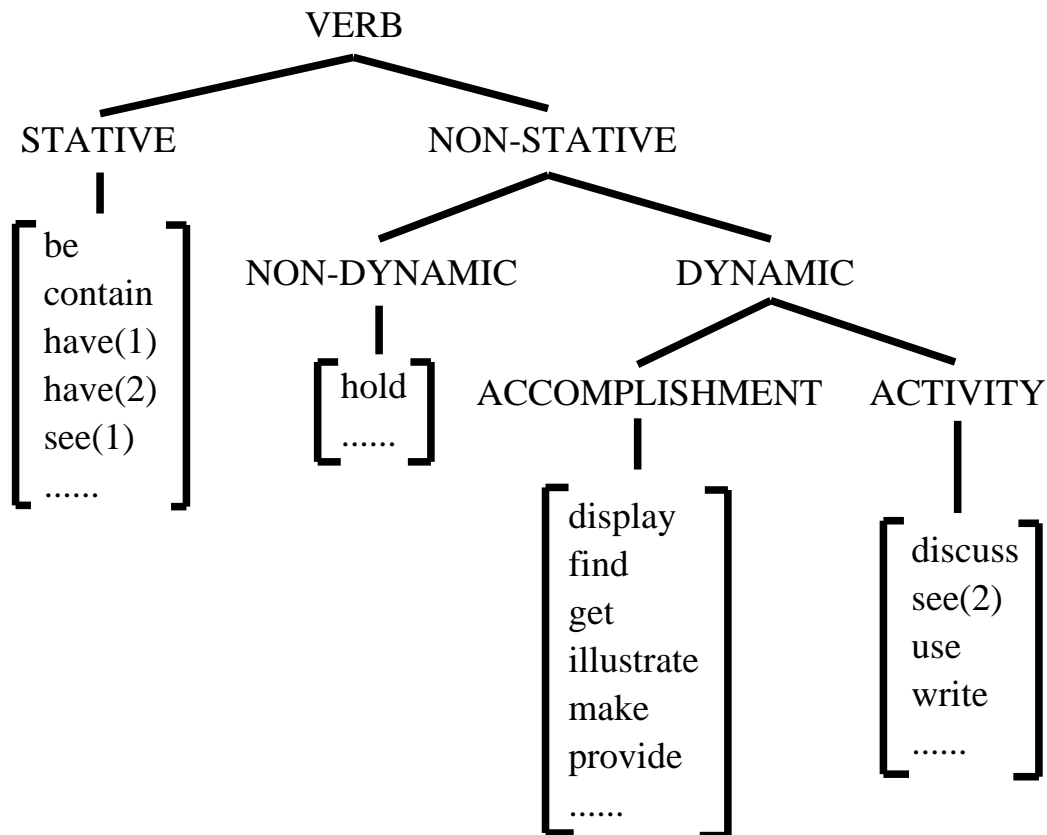 VERB
STATIVE
NON-STATIVE
be
contain
have(1)
have(2)
see(1)
......
NON-DYNAMIC
DYNAMIC
hold
......
ACCOMPLISHMENT
ACTIVITY
display
find
get
illustrate
make
provide
......
discuss
see(2)
use
write
......